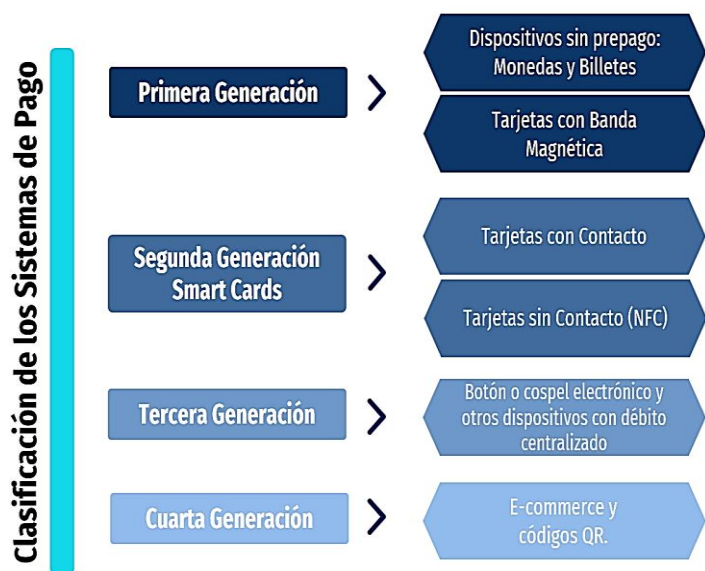 Clasificación de los Sistemas de Pago
Primera Generación
Dispositivos sin prepago:
Monedas y Billetes
Tarjetas con Banda
Magnética
Segunda Generación
Smart Cards
Tarjetas con Contacto
Tarjetas sin Contacto (NFC)
Tercera Generación
Botón o cospel electrónico y
otros dispositivos con débito
centralizado
Cuarta Generación
E-commerce y
códigos QR.